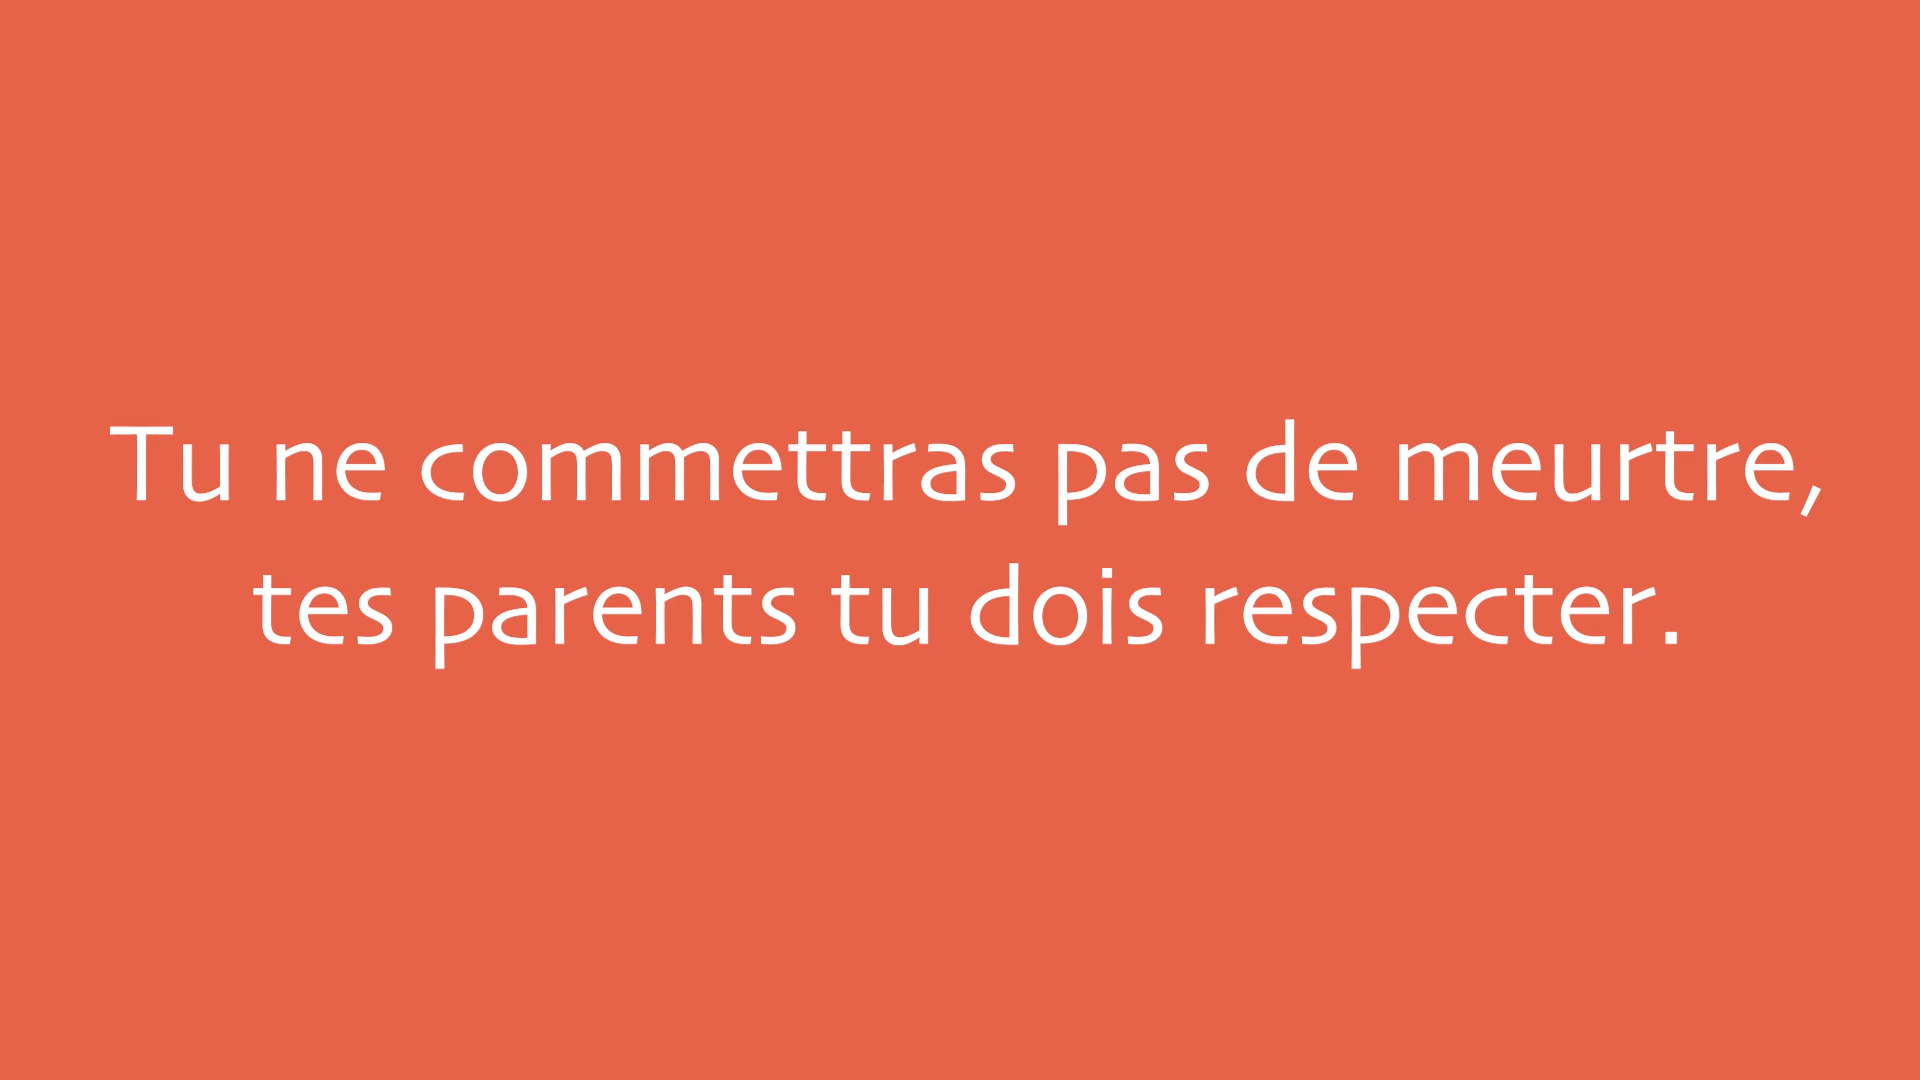 Tu ne commettras pas de meurtre,
tes parents tu dois respecter.